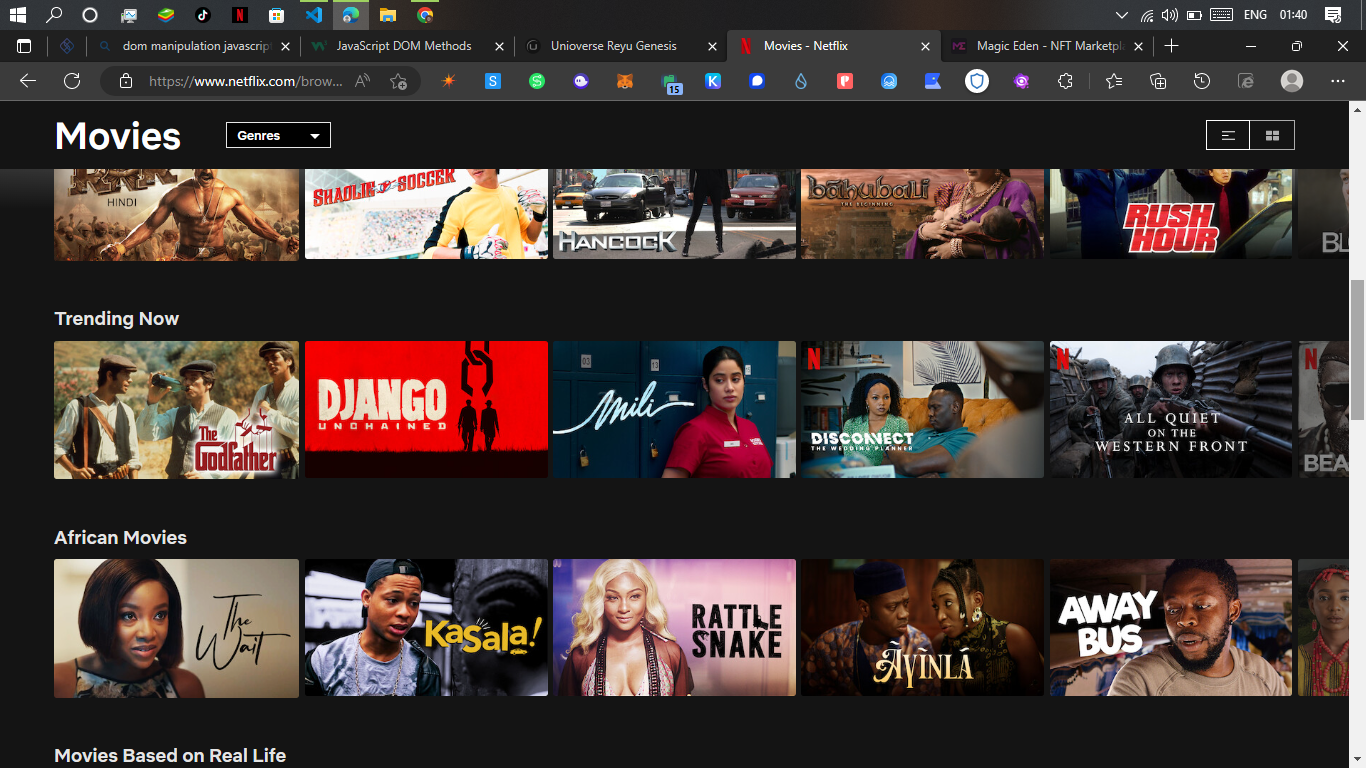 ENG 01:40
dom manipulation javascrip
JavaScript DOM Methods
Unioverse Reyu Genesis
Movies - Netflix
Magic Eden - NFT Marketpl
https://www.netflix.com/brow...
15
Movies
Genres
RRR
HINDI
SHAOLIN SOCCER
HANCOCK
bahubali
THE BEGINNING
RUSH
HOUR
BL
Trending Now
The
Godfather
DJANGO
UNCHAINED
mili
N
DISCONNECT
THE WEDDING PLANNER
N
ALL QUIET
ON THE
WESTERN FRONT
N
BEA
African Movies
The
Wait
KaSala!
RATTLE
SNAKE
ÀYÌNLÁ
AWAY
BUS
Movies Based on Real Life